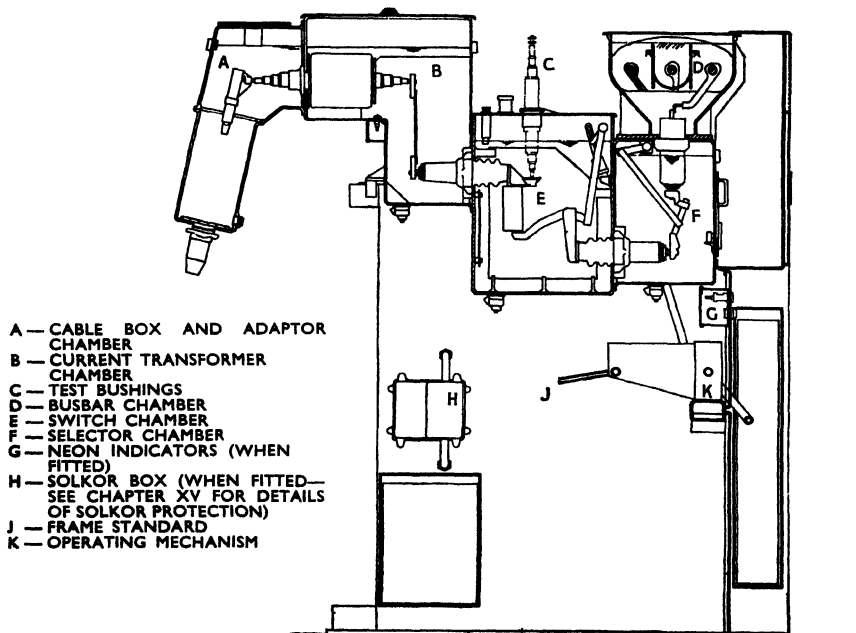 A
B
C
D
E
F
G
H
J
K
A — CABLE BOX AND ADAPTOR
CHAMBER
B — CURRENT TRANSFORMER
CHAMBER
C — TEST BUSHINGS
D — BUSBAR CHAMBER
E — SWITCH CHAMBER
F — SELECTOR CHAMBER
G — NEON INDICATORS (WHEN
FITTED)
H — SOLKOR BOX (WHEN FITTED—
SEE CHAPTER XV FOR DETAILS
OF SOLKOR PROTECTION)
J — FRAME STANDARD
K — OPERATING MECHANISM